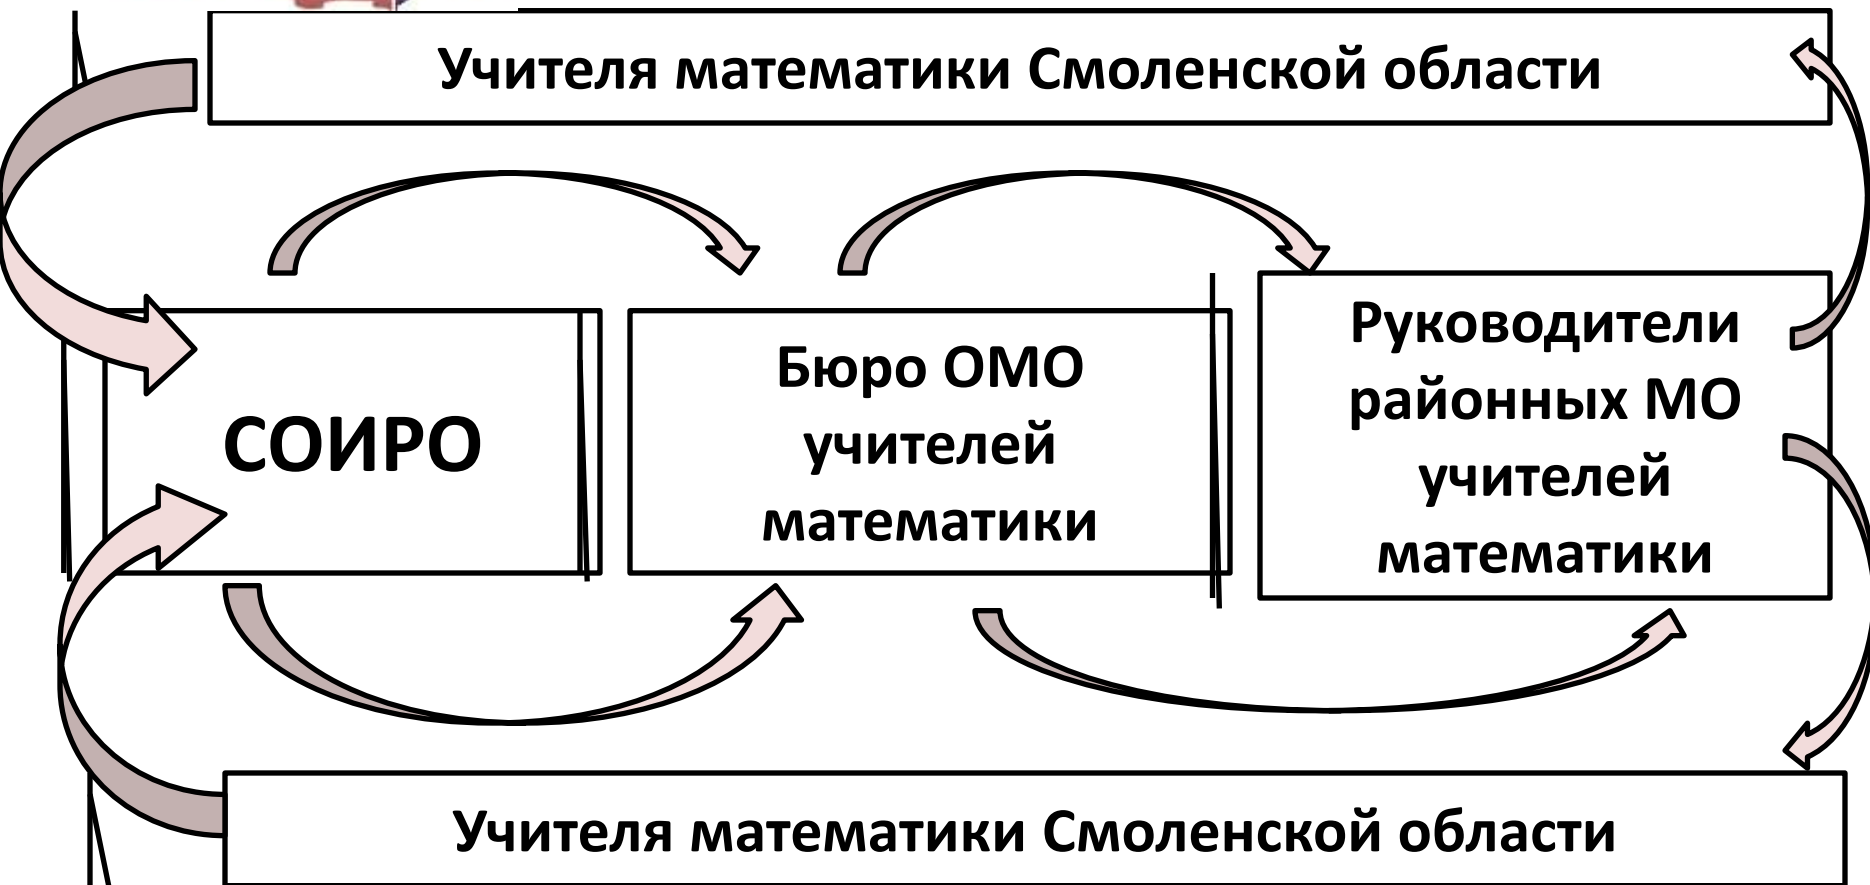 Учителя математики Смоленской области
СОИРО
Бюро ОМО
учителей
математики
Руководители
районных МО
учителей
математики
Учителя математики Смоленской области